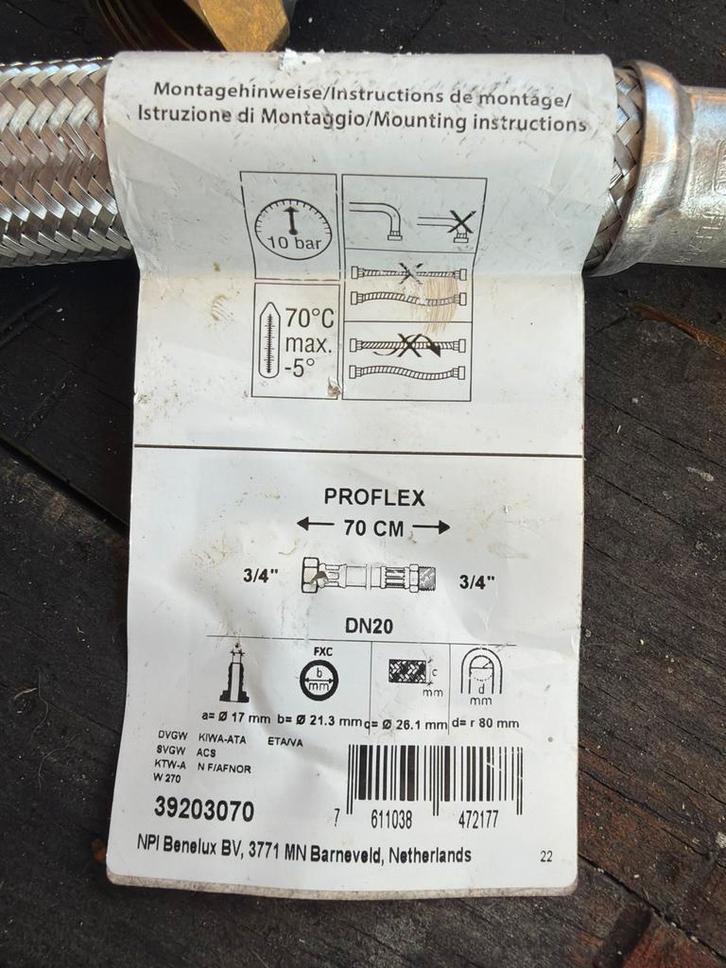 Montagehinweise/Instructions de montage/
Istruzione di Montaggio/Mounting instructions
10 bar
70°C
max.
-5°
PROFLEX
70 CM
3/4" 3/4"
DN20
FXC
b
mm
c
mm
d
mm
a= Ø 17 mm b= Ø 21.3 mm c= Ø 26.1 mm d= r 80 mm
DVGW KIWA-ATA ETA/VA
SVGW ACS
KTW-A N F/AFNOR
W 270
39203070
7 611038 472177
NPI Benelux BV, 3771 MN Barneveld, Netherlands 22